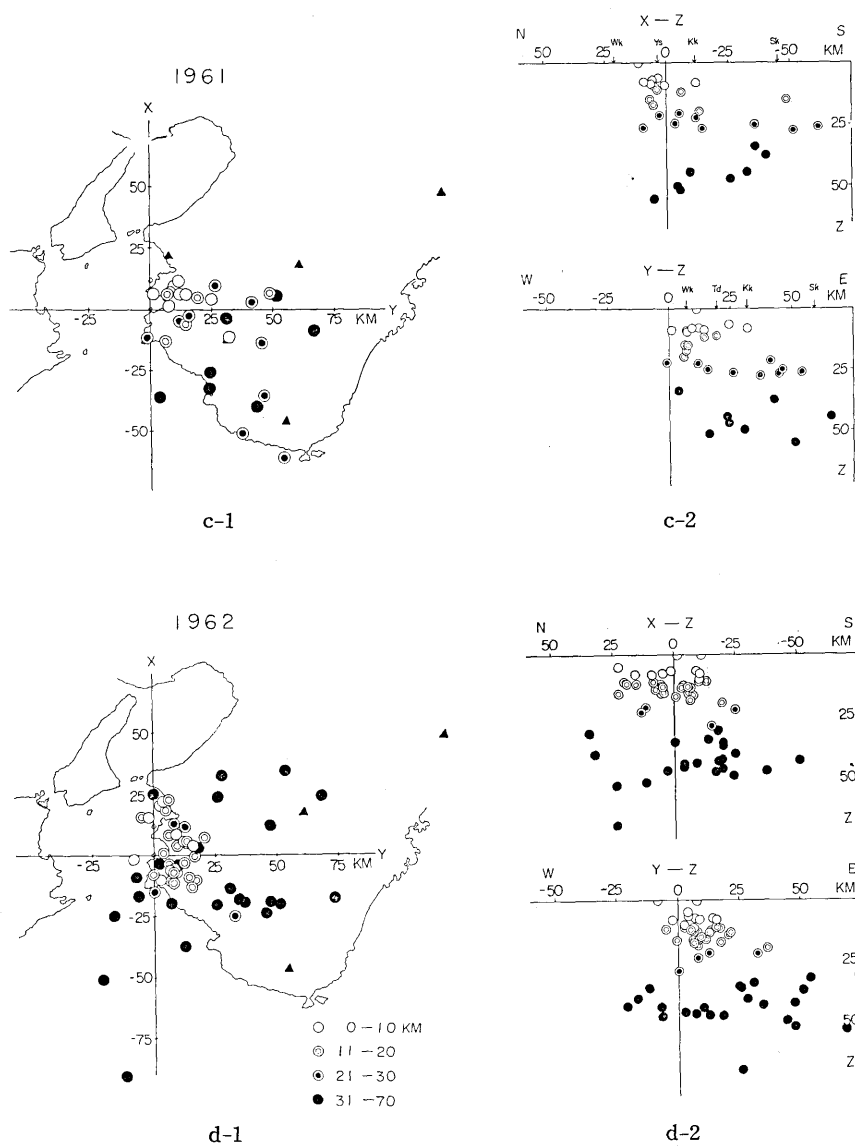 1961
X
50
25
-25
25
50
75
KM
Y
-25
-50
c-1
X — Z
N
S
50
25
0
-25
-50
KM
Wk
Ys
Kk
Sk
25
50
Z
Y — Z
W
E
-50
-25
0
25
50
KM
Wk
Td
Kk
Sk
25
50
Z
c-2
1962
X
50
25
-25
25
50
75
KM
Y
-25
-50
-75
0 – 10 KM
11 – 20
21 – 30
31 – 70
d-1
X — Z
N
S
50
25
0
-25
-50
KM
25
50
Z
Y — Z
W
E
-50
-25
0
25
50
KM
25
50
Z
d-2